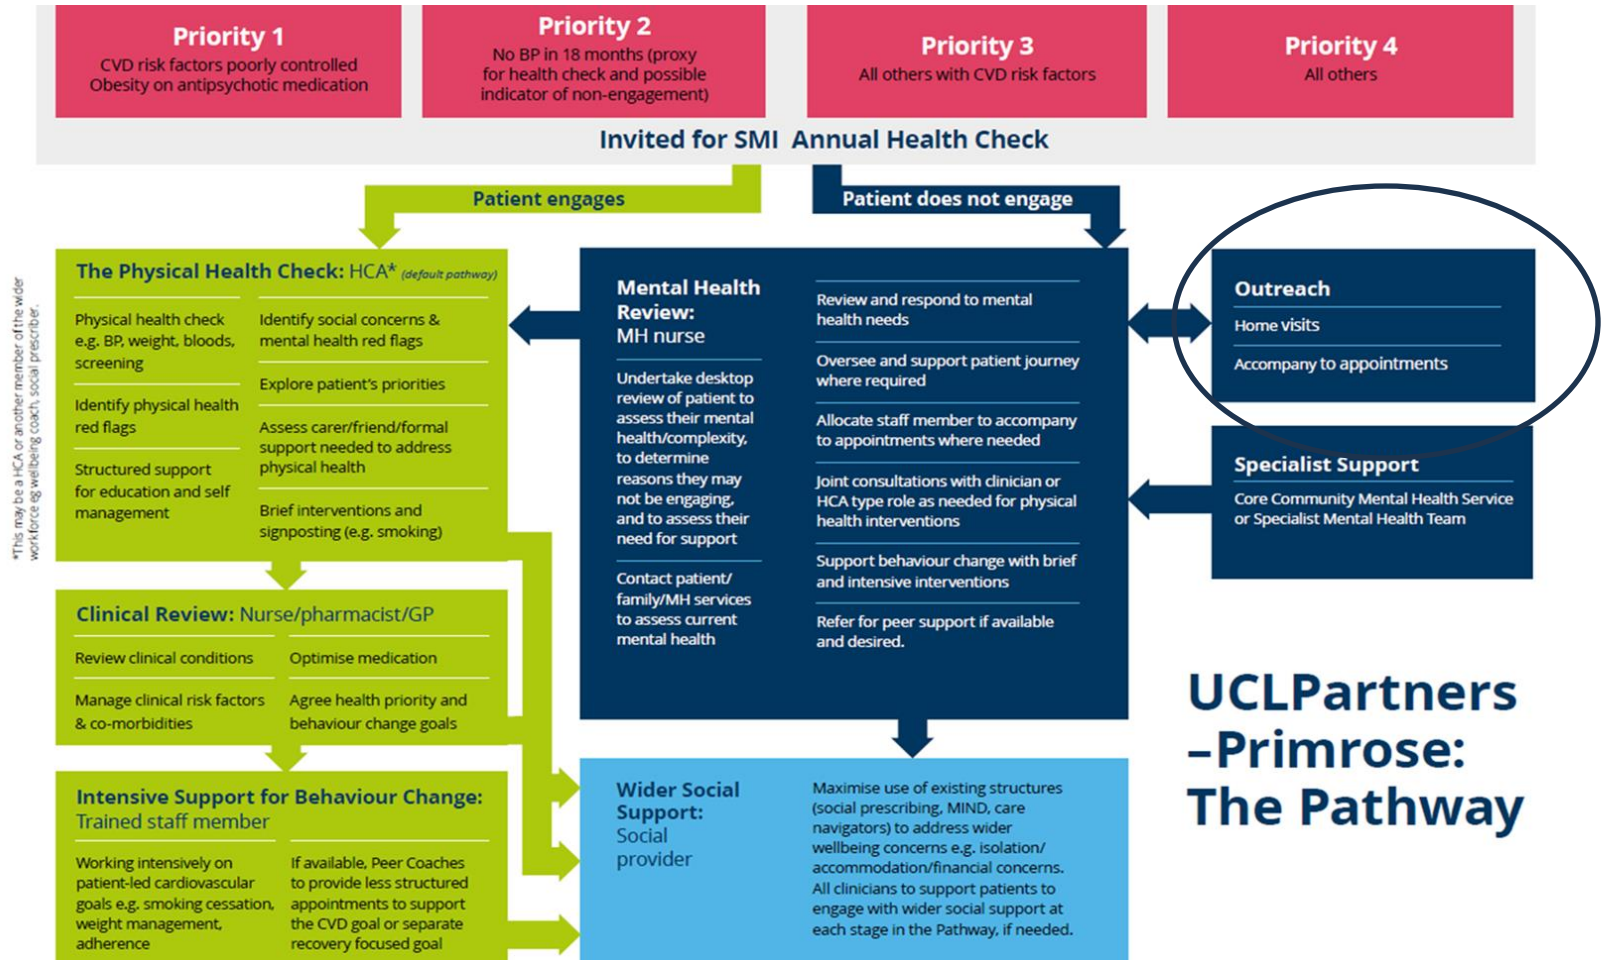 Priority 1
CVD risk factors poorly controlled
Obesity on antipsychotic medication
Priority 2
No BP in 18 months (proxy
for health check and possible
indicator of non-engagement)
Priority 3
All others with CVD risk factors
Priority 4
All others
Invited for SMI Annual Health Check
Patient engages
Patient does not engage
*This may be a HCA or another member of the wider
workforce eg wellbeing coach, social prescriber.
The Physical Health Check: HCA* (default pathway)
Physical health check
e.g. BP, weight, bloods,
screening
Identify physical health
red flags
Structured support
for education and self
management
Identify social concerns &
mental health red flags
Explore patient's priorities
Assess carer/friend/formal
support needed to address
physical health
Brief interventions and
signposting (e.g. smoking)
Clinical Review: Nurse/pharmacist/GP
Review clinical conditions
Manage clinical risk factors
& co-morbidities
Optimise medication
Agree health priority and
behaviour change goals
Intensive Support for Behaviour Change:
Trained staff member
Working intensively on
patient-led cardiovascular
goals e.g. smoking cessation,
weight management,
adherence
If available, Peer Coaches
to provide less structured
appointments to support
the CVD goal or separate
recovery focused goal
Mental Health
Review:
MH nurse
Undertake desktop
review of patient to
assess their mental
health/complexity,
to determine
reasons they may
not be engaging,
and to assess their
need for support
Contact patient/
family/MH services
to assess current
mental health
Review and respond to mental
health needs
Oversee and support patient journey
where required
Allocate staff member to accompany
to appointments where needed
Joint consultations with clinician or
HCA type role as needed for physical
health interventions
Support behaviour change with brief
and intensive interventions
Refer for peer support if available
and desired.
Outreach
Home visits
Accompany to appointments
Specialist Support
Core Community Mental Health Service
or Specialist Mental Health Team
Wider Social
Support:
Social
provider
Maximise use of existing structures
(social prescribing, MIND, care
navigators) to address wider
wellbeing concerns e.g. isolation/
accommodation/financial concerns.
All clinicians to support patients to
engage with wider social support at
each stage in the Pathway, if needed.
UCLPartners
–Primrose:
The Pathway